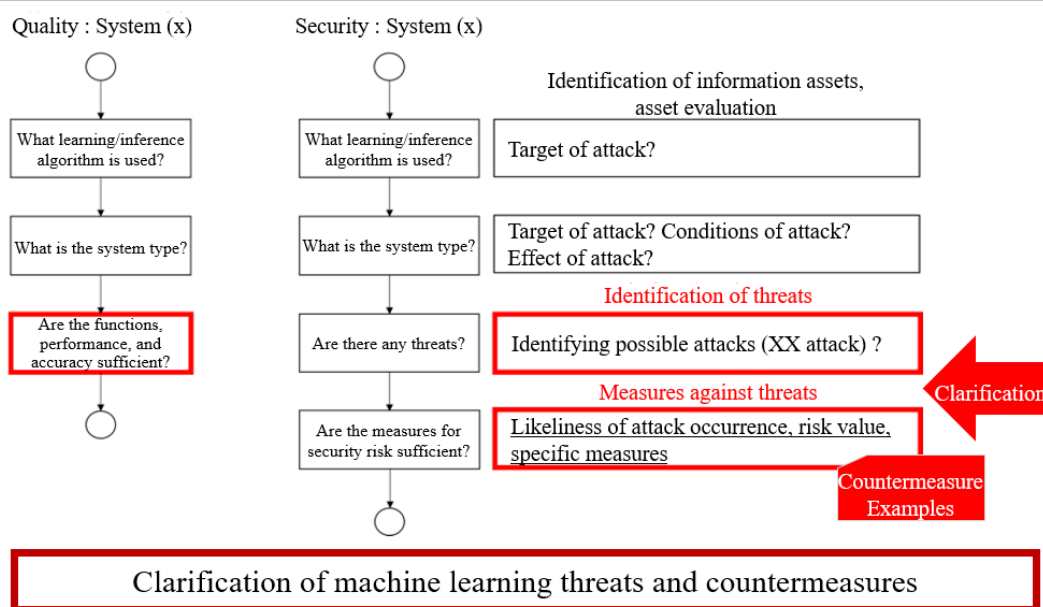 Quality : System (x)
What learning/inference
algorithm is used?
What is the system type?
Are the functions,
performance, and
accuracy sufficient?
Security : System (x)
What learning/inference
algorithm is used?
What is the system type?
Are there any threats?
Are the measures for
security risk sufficient?
Identification of information assets,
asset evaluation
Target of attack?
Target of attack? Conditions of attack?
Effect of attack?
Identification of threats
Identifying possible attacks (XX attack) ?
Measures against threats
Likeliness of attack occurrence, risk value,
specific measures
Clarification
Countermeasure
Examples
Clarification of machine learning threats and countermeasures